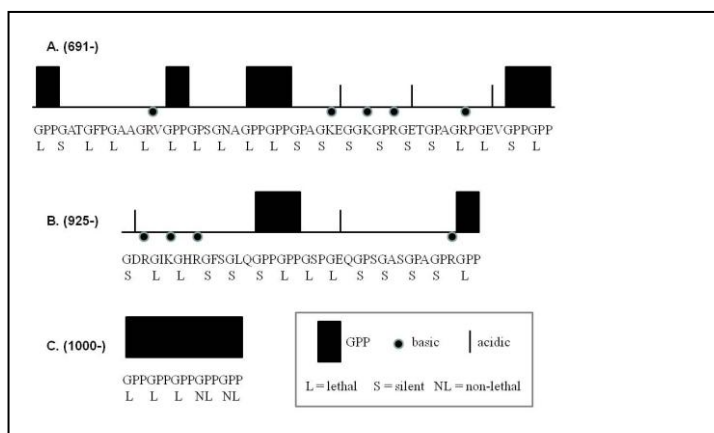 A. (691-)
GPPGATGFPGAAGRVGPPGPSGNAGPPGPPGPAGKEGGKGPRGETGPAGRPGEVGPPGPP
L S L L L L L L L L S S S S S L L L S L
B. (925-)
GDRGIKGHRGFSGLQGPPGPPGSPGEQGPSGASGPAGPRGPP
S L L S S S L L L S S S S L
C. (1000-)
GPPGPPGPPGPPGPP
L L L NL NL
GPP basic acidic
L = lethal S = silent NL = non-lethal